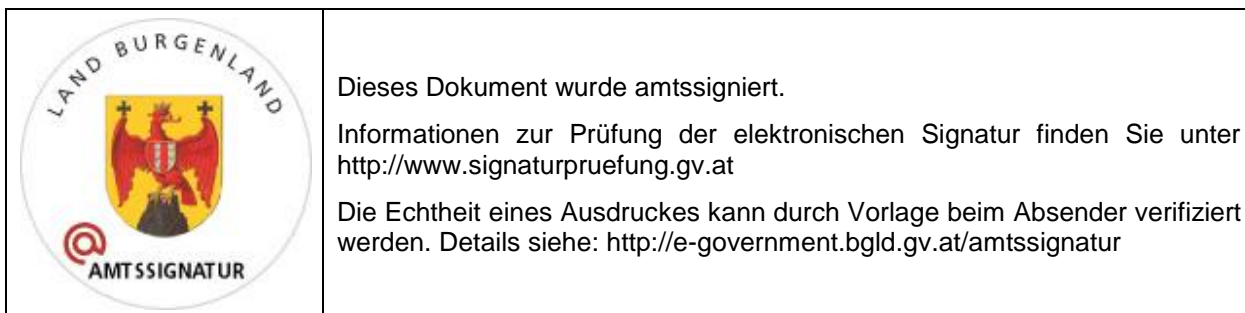 LAND BURGENLAND
@
AMTSSIGNATUR
Dieses Dokument wurde amtssigniert.
Informationen zur Prüfung der elektronischen Signatur finden Sie unter
http://www.signaturpruefung.gv.at
Die Echtheit eines Ausdruckes kann durch Vorlage beim Absender verifiziert
werden. Details siehe: http://e-government.bgld.gv.at/amtssignatur